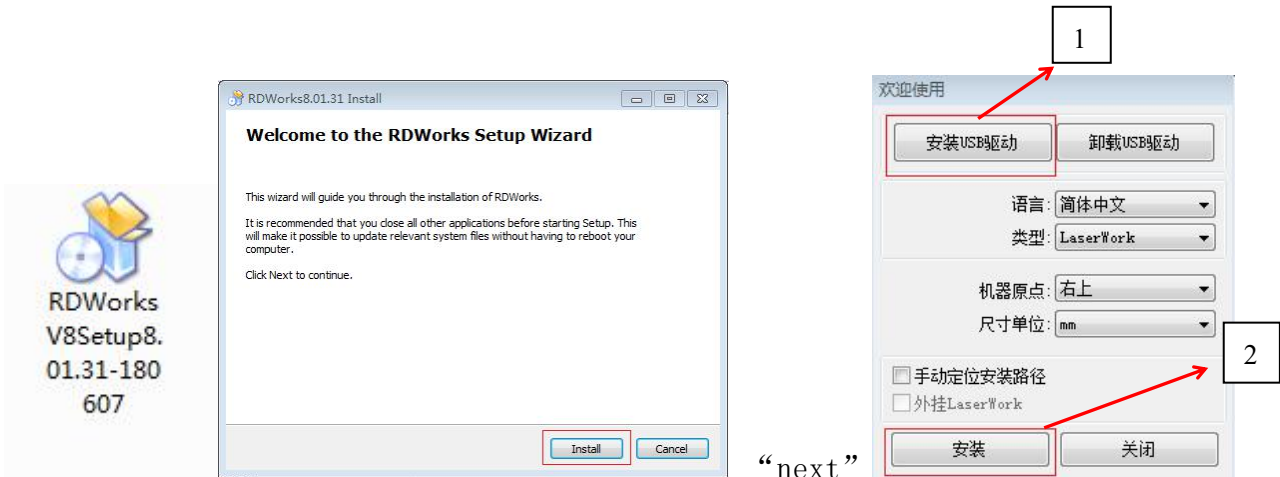 RDWorks
V8Setup8.
01.31-180
607
RDWorks8.01.31 Install
Welcome to the RDWorks Setup Wizard
This wizard will guide you through the installation of RDWorks.
It is recommended that you close all other applications before starting Setup. This
will make it possible to update relevant system files without having to reboot your
computer.
Click Next to continue.
Install
Cancel
“next”
1
欢迎使用
安装USB驱动
卸载USB驱动
语言: 简体中文
类型: LaserWork
机器原点: 右上
尺寸单位: mm
2
手动定位安装路径
外挂LaserWork
安装
关闭